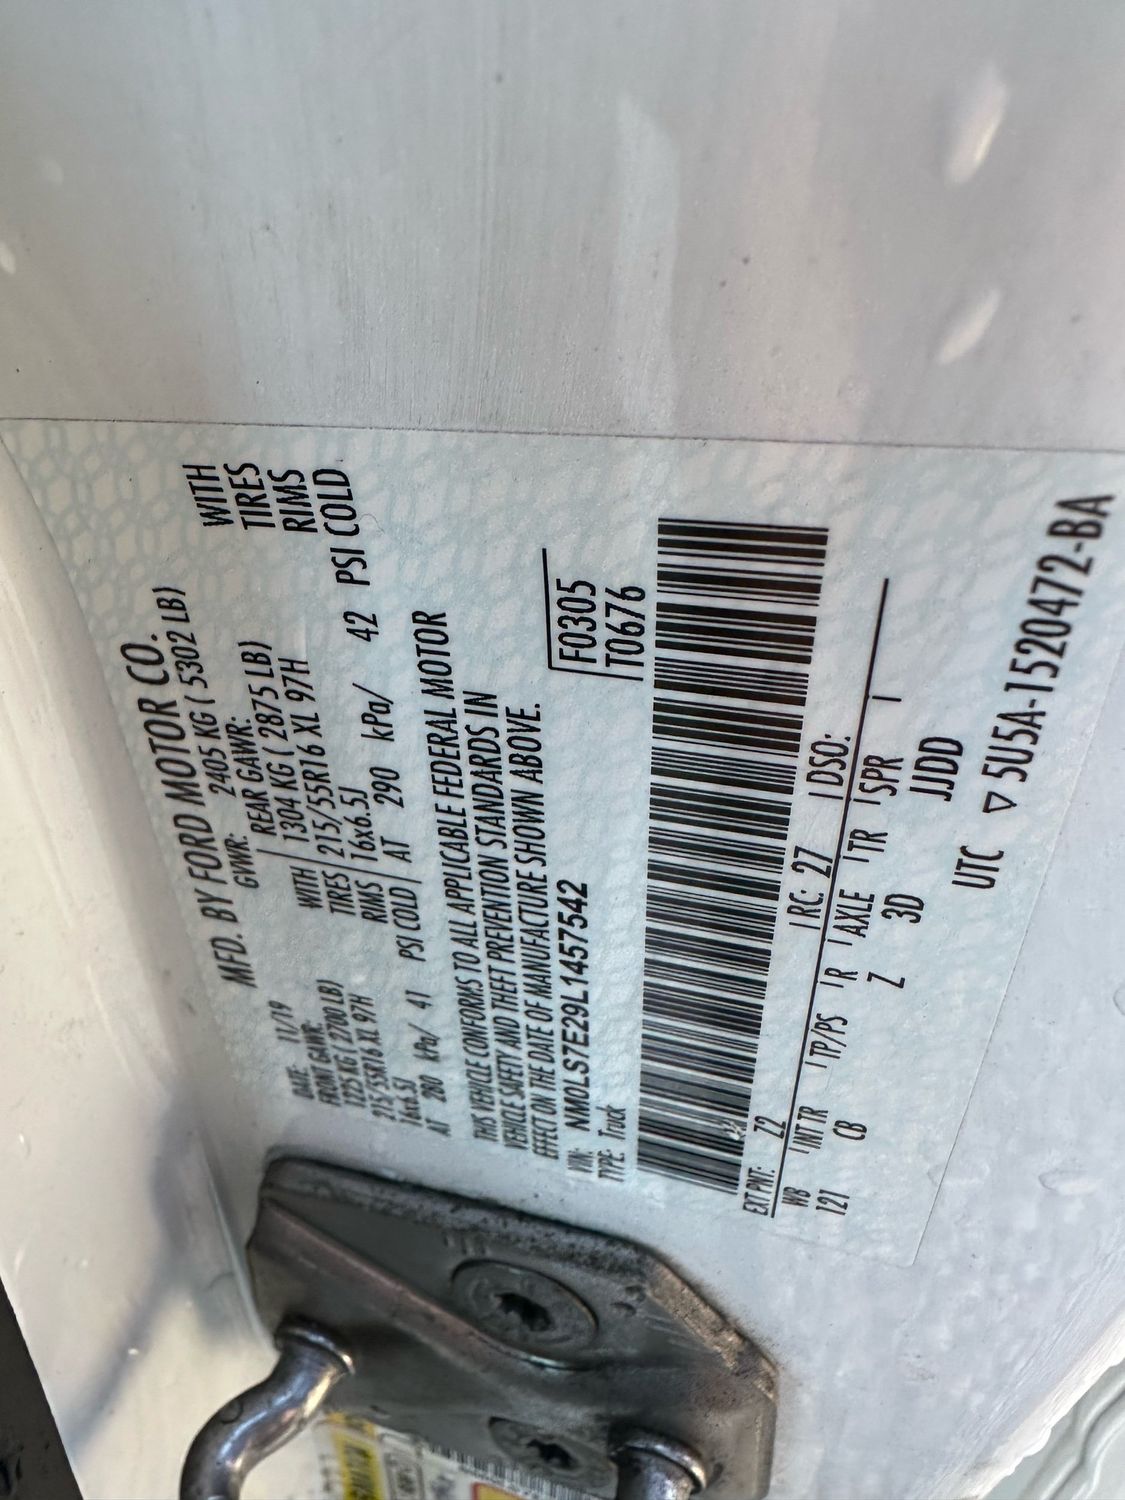 MFD. BY FORD MOTOR CO.
DATE: 11/19 GVWR: 2405 KG ( 5302 LB)
FRONT GAWR: REAR GAWR: WITH
1225 KG ( 2700 LB) WITH 1304 KG ( 2875 LB) TIRES
215/55R16 XL 97H TIRES 215/55R16 XL 97H RIMS
16x6.5J RIMS 16x6.5J PSI COLD
AT 280 kPa/ 41 PSI COLD AT 290 kPa/ 42
THIS VEHICLE CONFORMS TO ALL APPLICABLE FEDERAL MOTOR
VEHICLE SAFETY AND THEFT PREVENTION STANDARDS IN
EFFECT ON THE DATE OF MANUFACTURE SHOWN ABOVE.
VIN: NM0LS7E29L1457542 F0305
TYPE: Truck T0676
EXT PNT: Z2 RC: 27 DSO:
WB INT TR TP/PS R AXLE TR SPR
121 CB Z 3D JJDD
UTC ▽ 5U5A-1520472-BA